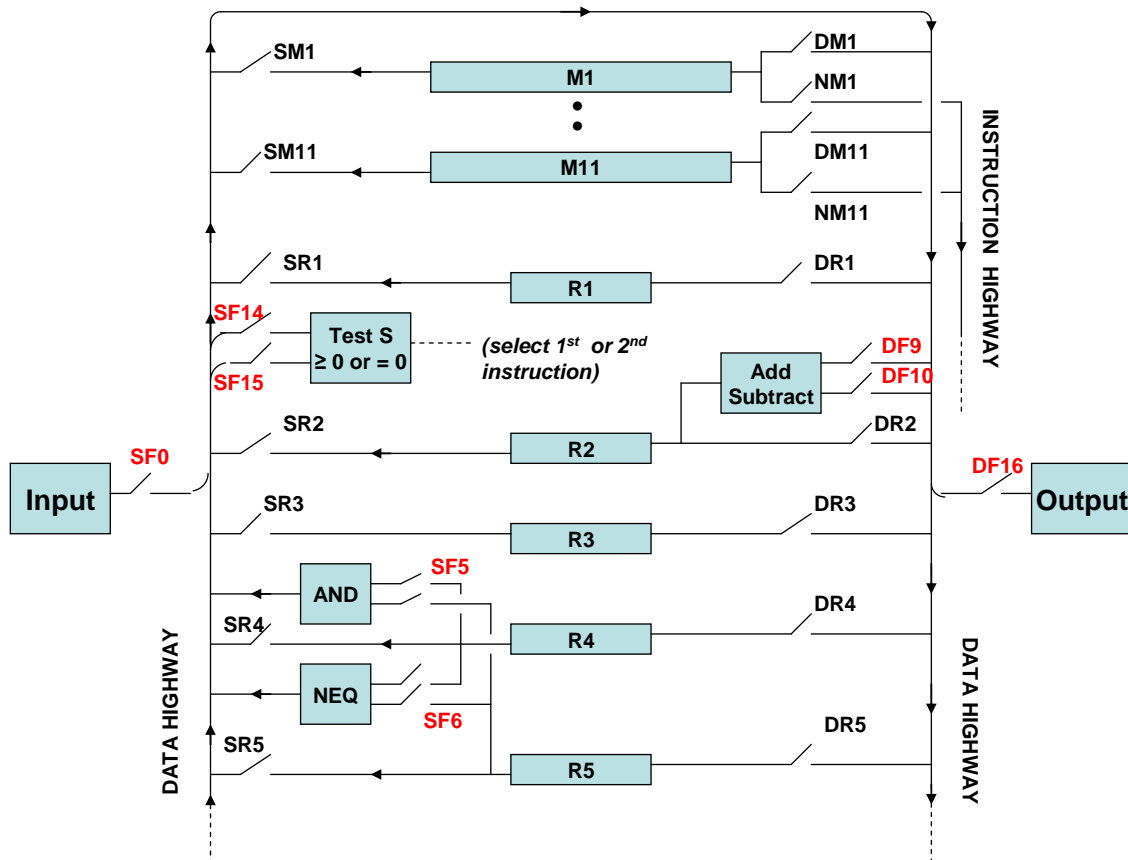 SM1
DM1
M1
NM1
SM11
DM11
M11
NM11
INSTRUCTION HIGHWAY
SR1
R1
DR1
SF14
Test S
≥ 0 or = 0
(select 1st or 2nd
instruction)
SF15
DF9
Add
Subtract
DF10
SR2
R2
DR2
SF0
Input
DF16
Output
SR3
R3
DR3
SF5
AND
SR4
R4
DR4
NEQ
SF6
SR5
R5
DR5
DATA HIGHWAY
DATA HIGHWAY